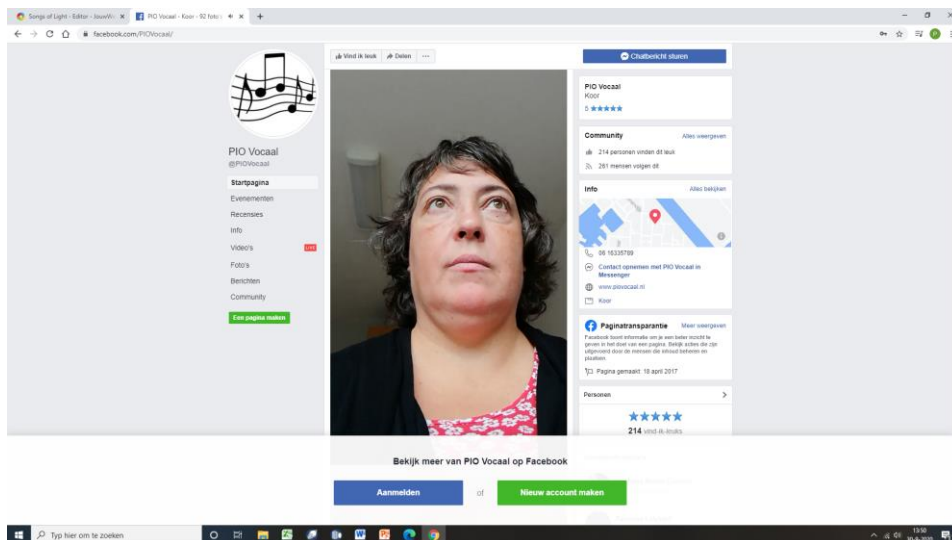 Songs of Light - Editor - JouwW
PIO Vocaal - Koor - 92 foto's
facebook.com/PIOVocaal/
PIO Vocaal
@PIOVocaal
Startpagina
Evenementen
Recensies
Info
Video's
LIVE
Foto's
Berichten
Community
Een pagina maken
Vind ik leuk
Delen
Chatbericht sturen
PIO Vocaal
Koor
5
Community
Alles weergeven
214 personen vinden dit leuk
261 mensen volgen dit
Info
Alles bekijken
06 16335789
Contact opnemen met PIO Vocaal in
Messenger
www.piovocaal.nl
Koor
Paginatransparantie
Meer weergeven
Facebook toont informatie om je een beter inzicht te
geven in het doel van een pagina. Bekijk acties die zijn
uitgevoerd door de mensen die inhoud beheren en
plaatsen.
Pagina gemaakt: 18 april 2017
Personen
214 vind-ik-leuks
Bekijk meer van PIO Vocaal op Facebook
Aanmelden
of
Nieuw account maken
Typ hier om te zoeken
13:50